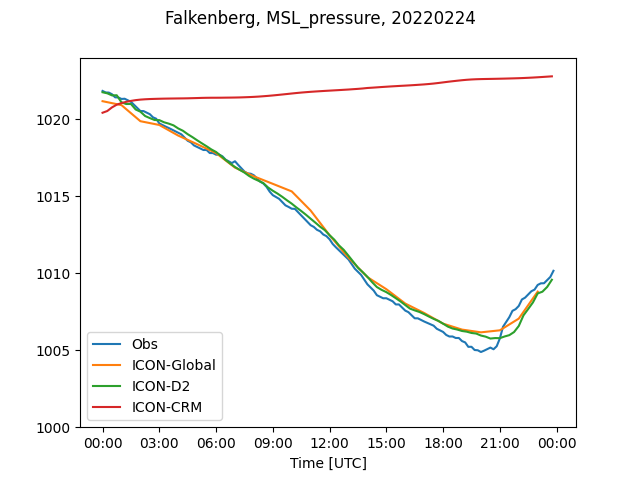 Falkenberg, MSL_pressure, 20220224
1020
1015
1010
1005
1000
Obs
ICON-Global
ICON-D2
ICON-CRM
00:00 03:00 06:00 09:00 12:00 15:00 18:00 21:00 00:00
Time [UTC]